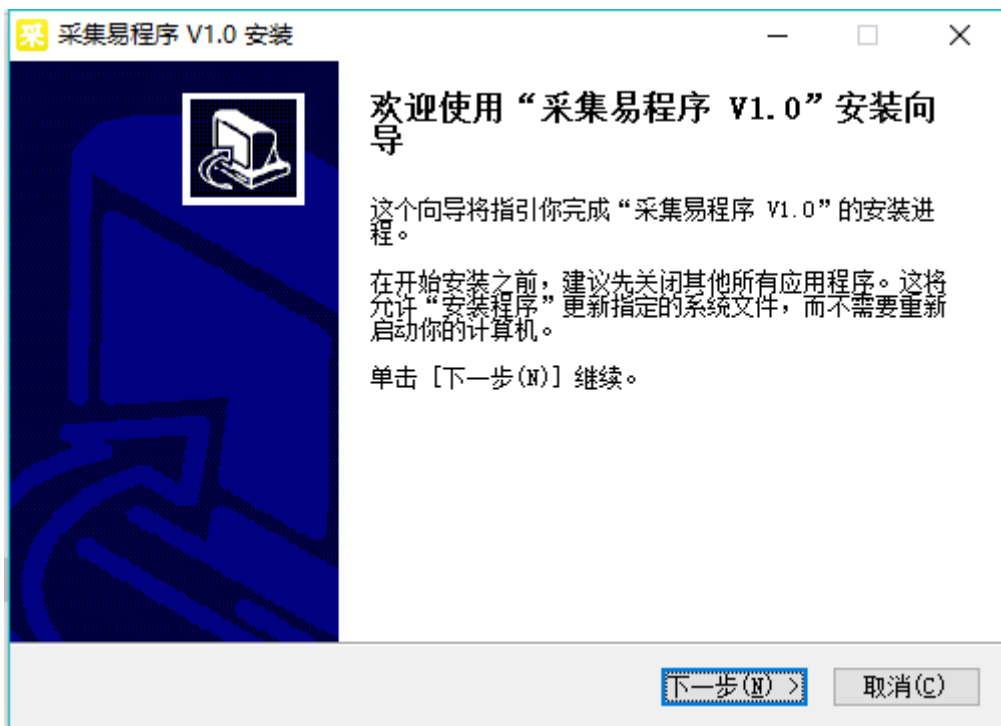 采 采集易程序 V1.0 安装
欢迎使用“采集易程序 V1.0”安装向
导
这个向导将指引你完成“采集易程序 V1.0”的安装进
程。
在开始安装之前，建议先关闭其他所有应用程序。这将
允许“安装程序”更新指定的系统文件，而不需要重新
启动你的计算机。
单击 [下一步(N)] 继续。
下一步(N) >
取消(C)